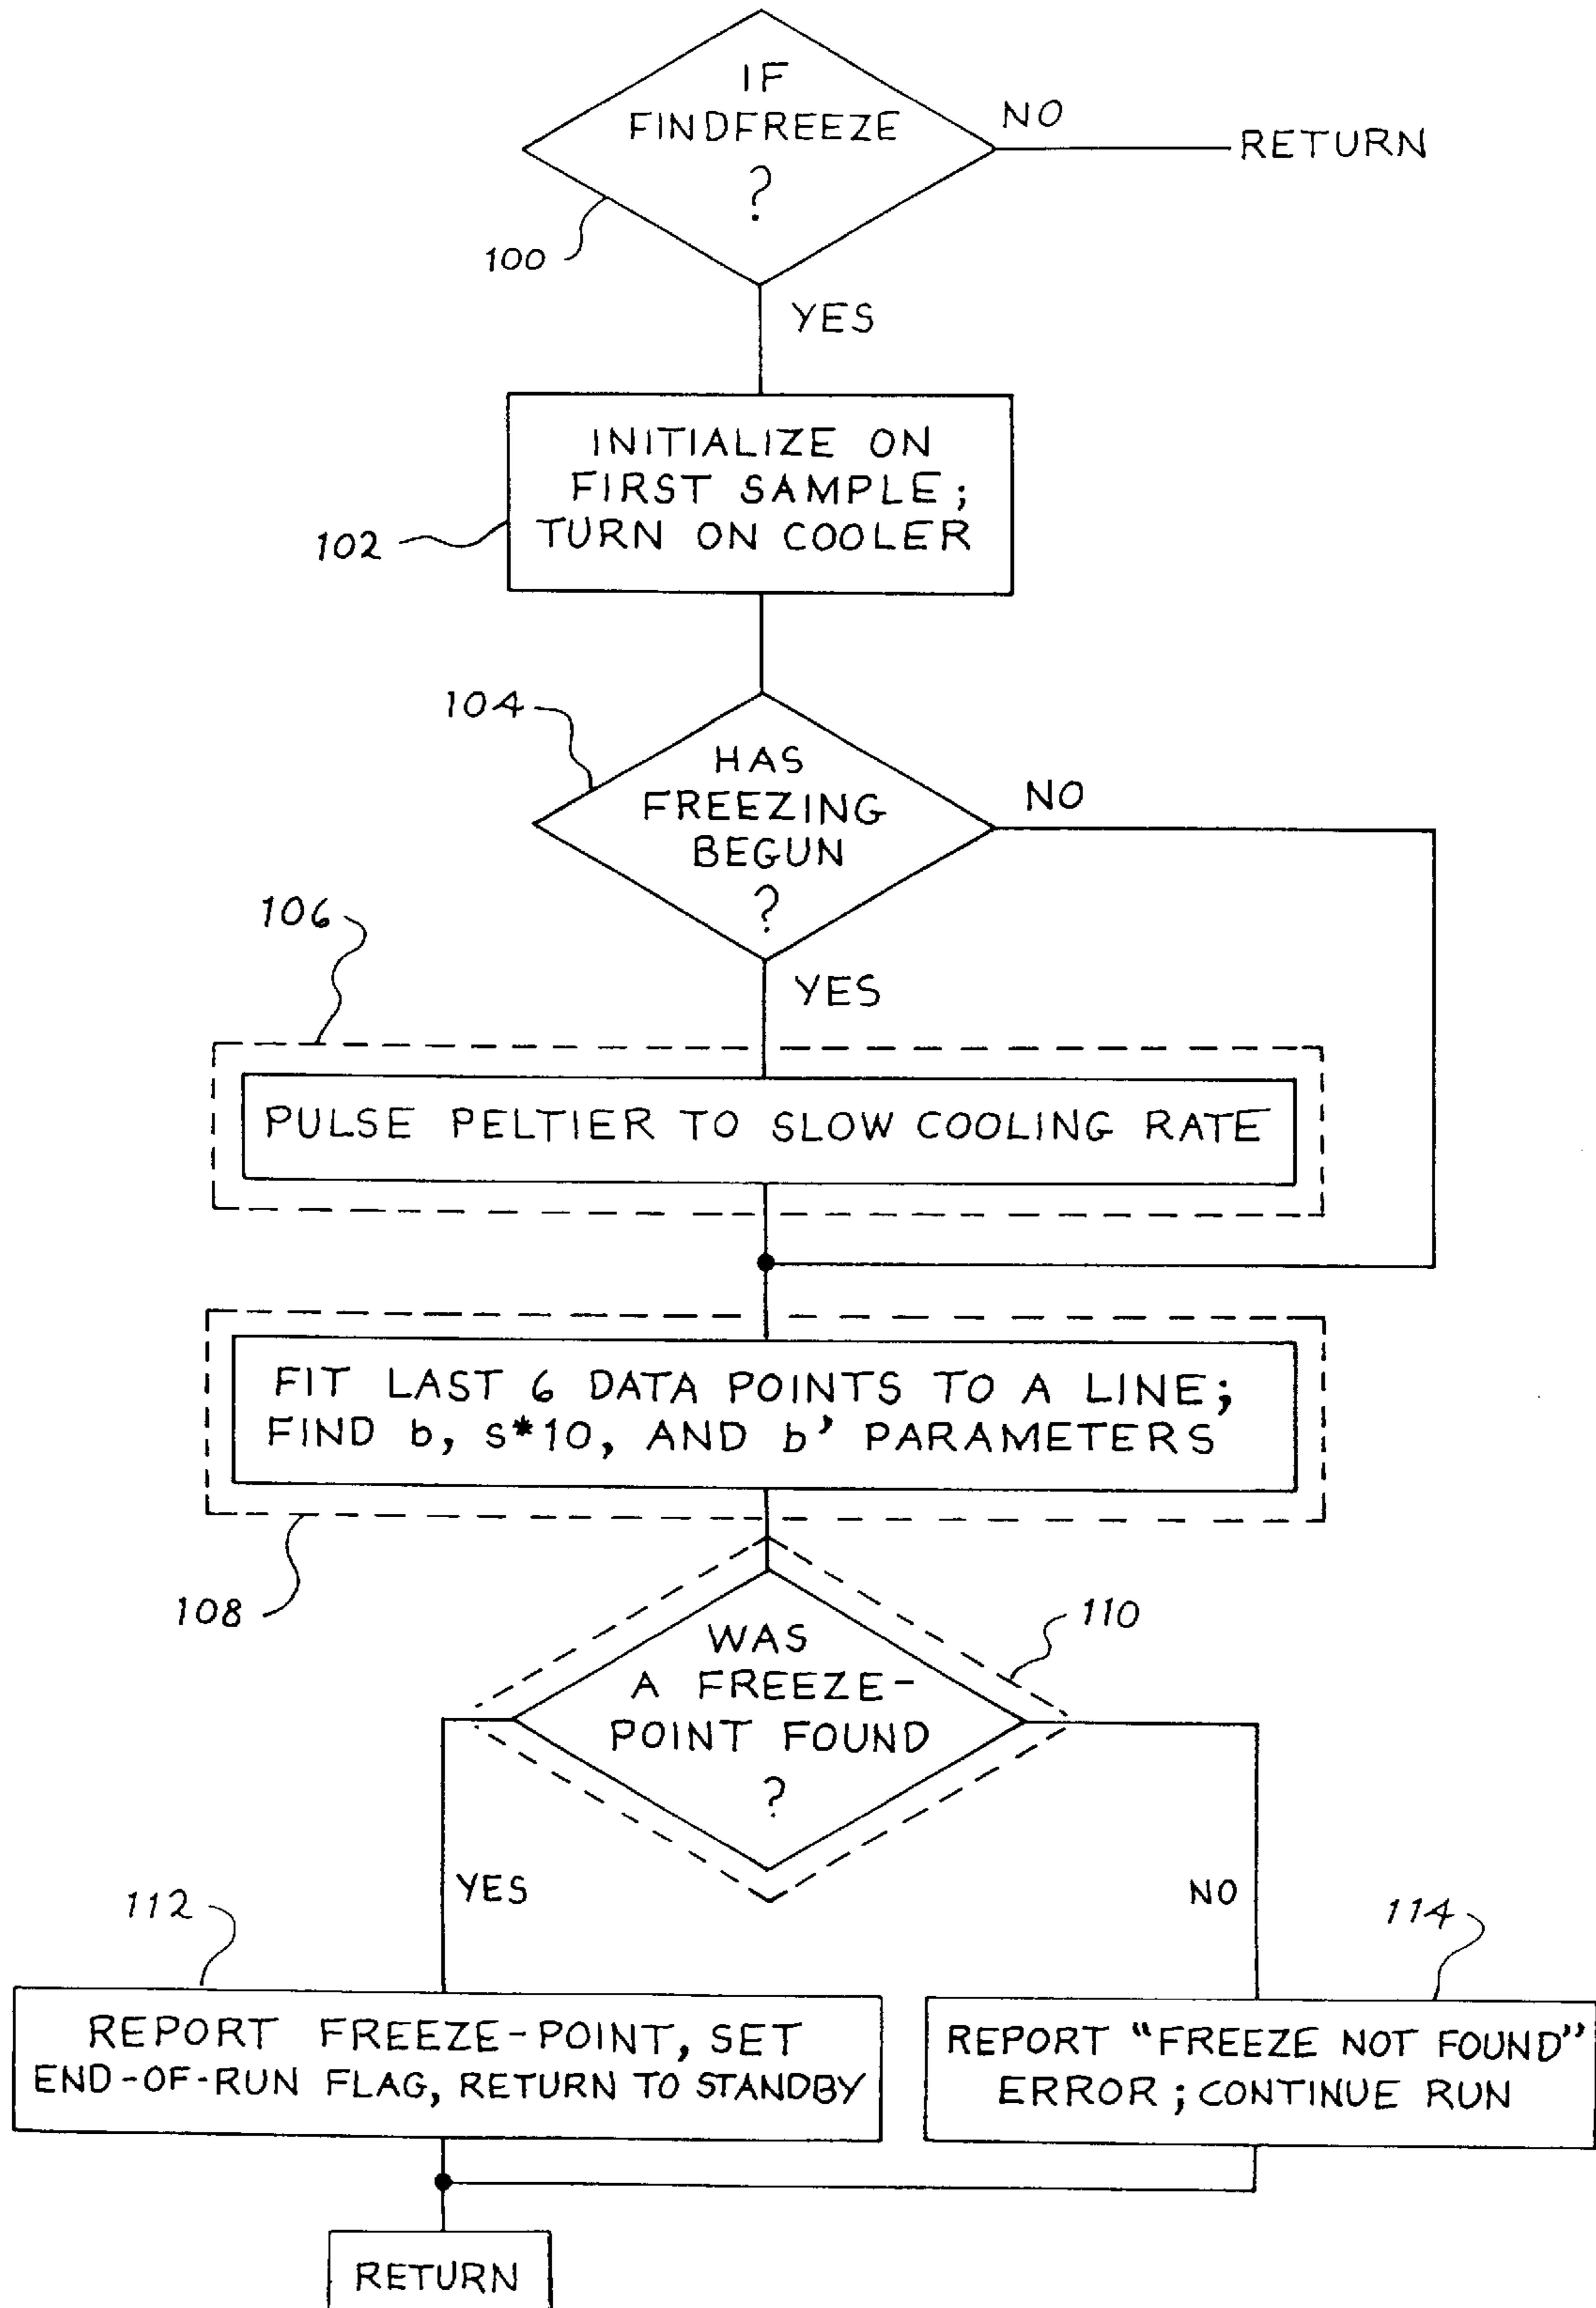 IF
FINDFREEZE
?
NO
RETURN
100
YES
INITIALIZE ON
FIRST SAMPLE;
TURN ON COOLER
102
104
HAS
FREEZING
BEGUN
?
NO
106
YES
PULSE PELTIER TO SLOW COOLING RATE
FIT LAST 6 DATA POINTS TO A LINE;
FIND b, s*10, AND b' PARAMETERS
108
110
WAS
A FREEZE-
POINT FOUND
?
YES
NO
112
114
REPORT FREEZE-POINT, SET
END-OF-RUN FLAG, RETURN TO STANDBY
REPORT "FREEZE NOT FOUND"
ERROR; CONTINUE RUN
RETURN